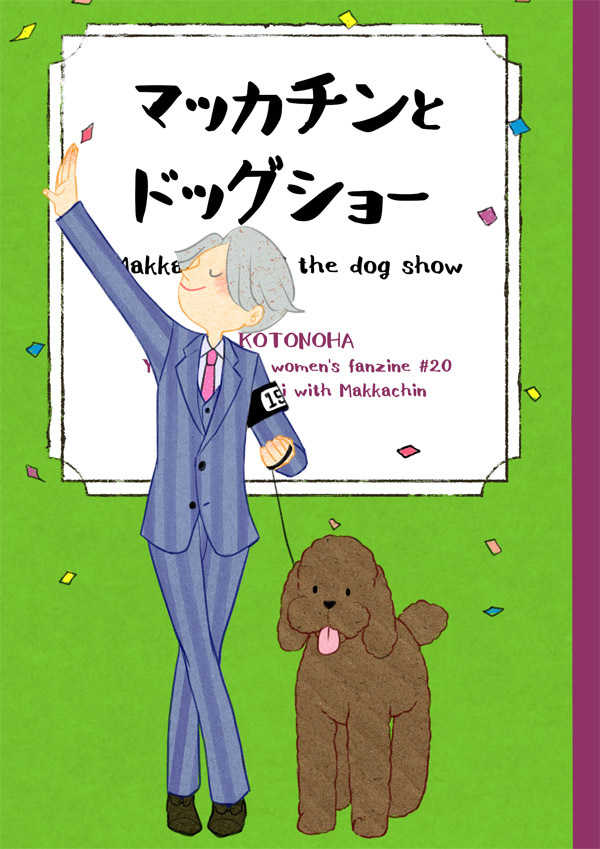 マッカチンと
ドッグショー
Makka the dog show
KOTONOHA
Y women's fanzine #20
i with Makkachin
19